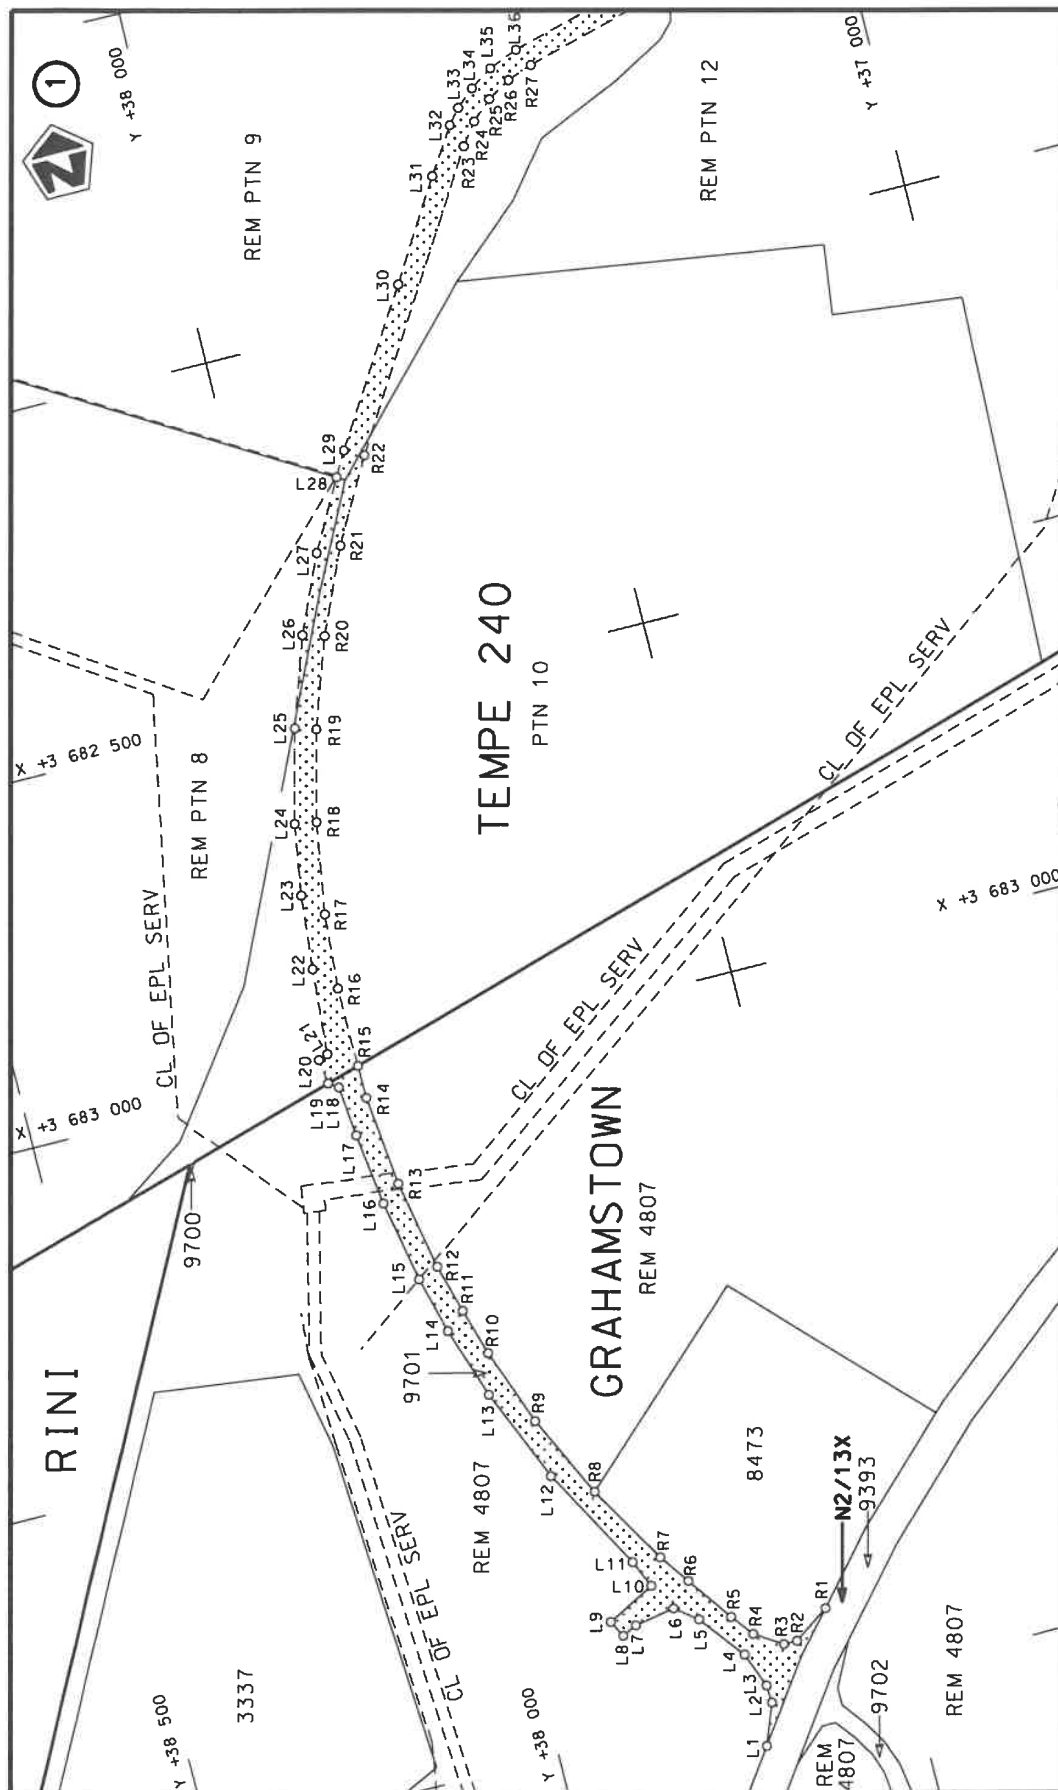 1
N
Y +38 000
REM PTN 9
Y +37 000
REM PTN 12
L36
L35
L34
L33
L32
L31
L30
L29
L28
L27
L26
L25
L24
L23
L22
L21
L20
L19
L18
L17
L16
L15
L14
L13
L12
L11
L10
L9
L8
L7
L6
L5
L4
L3
L2
L1
R27
R26
R25
R24
R23
R22
R21
R20
R19
R18
R17
R16
R15
R14
R13
R12
R11
R10
R9
R8
R7
R6
R5
R4
R3
R2
R1
X +3 682 500
REM PTN 8
CL OF EPL SERV
TEMPE 240
PTN 10
CL OF EPL SERV
X +3 683 000
X +3 683 000
CL OF EPL SERV
9700
RINI
GRAHAMSTOWN
REM 4807
9701
REM 4807
CL OF EPL SERV
3337
8473
N2/13X
9393
Y +38 500
Y +38 000
9702
REM
4807
REM 4807